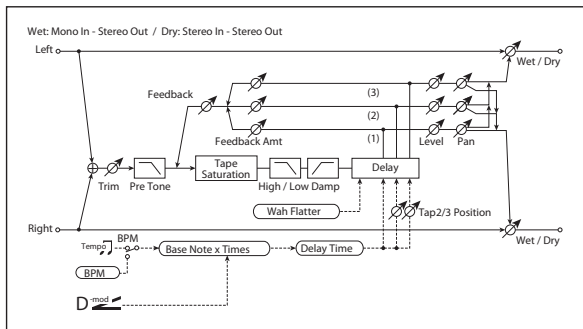 Wet: Mono In - Stereo Out / Dry: Stereo In - Stereo Out
Left
Wet / Dry
Feedback
(3)
(2)
(1)
Feedback Amt
Level
Pan
Trim
Pre Tone
Tape
Saturation
High / Low Damp
Delay
Wah Flatter
Tap2/3 Position
Right
Wet / Dry
Tempo
BPM
Base Note x Times
Delay Time
BPM
D-mod